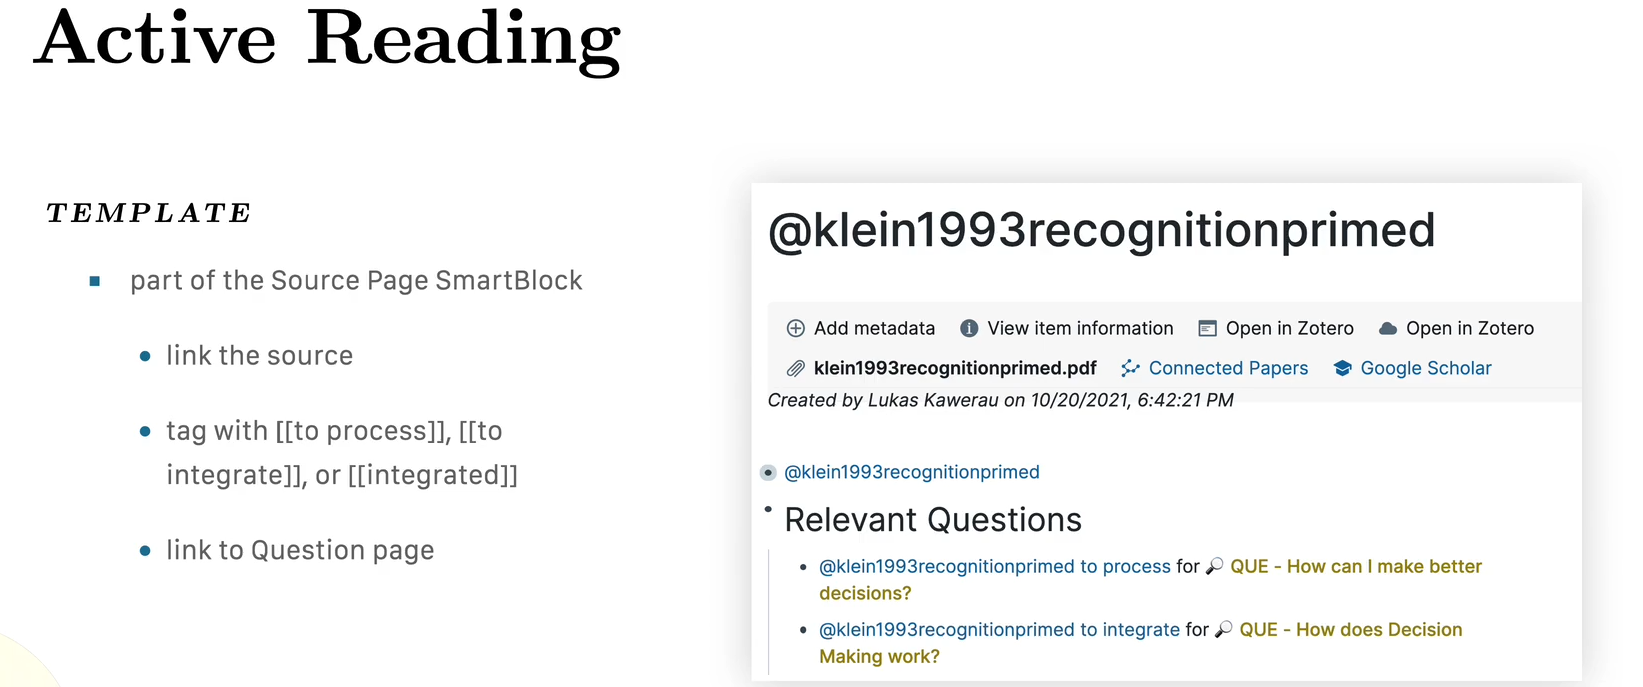 Active Reading
TEMPLATE
part of the Source Page SmartBlock
link the source
tag with [[to process]], [[to
integrate]], or [[integrated]]
link to Question page
@klein1993recognitionprimed
Add metadata View item information Open in Zotero Open in Zotero
klein1993recognitionprimed.pdf Connected Papers Google Scholar
Created by Lukas Kawerau on 10/20/2021, 6:42:21 PM
@klein1993recognitionprimed
Relevant Questions
@klein1993recognitionprimed to process for 🔎 QUE - How can I make better
decisions?
@klein1993recognitionprimed to integrate for 🔎 QUE - How does Decision
Making work?